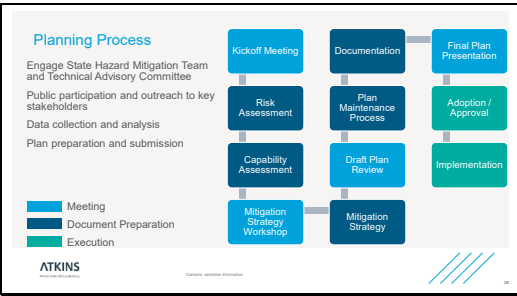 Planning Process
Engage State Hazard Mitigation Team
and Technical Advisory Committee
Public participation and outreach to key
stakeholders
Data collection and analysis
Plan preparation and submission
Meeting
Document Preparation
Execution
Kickoff Meeting
Risk
Assessment
Capability
Assessment
Mitigation
Strategy
Workshop
Mitigation
Strategy
Draft Plan
Review
Plan
Maintenance
Process
Documentation
Final Plan
Presentation
Adoption /
Approval
Implementation
ATKINS
Contains sensitive information